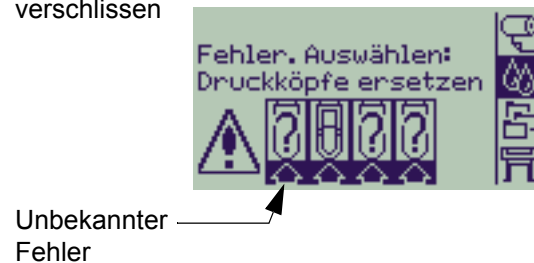 verschlissen
Fehler. Auswählen:
Druckköpfe ersetzen
? ? ?
Unbekannter
Fehler